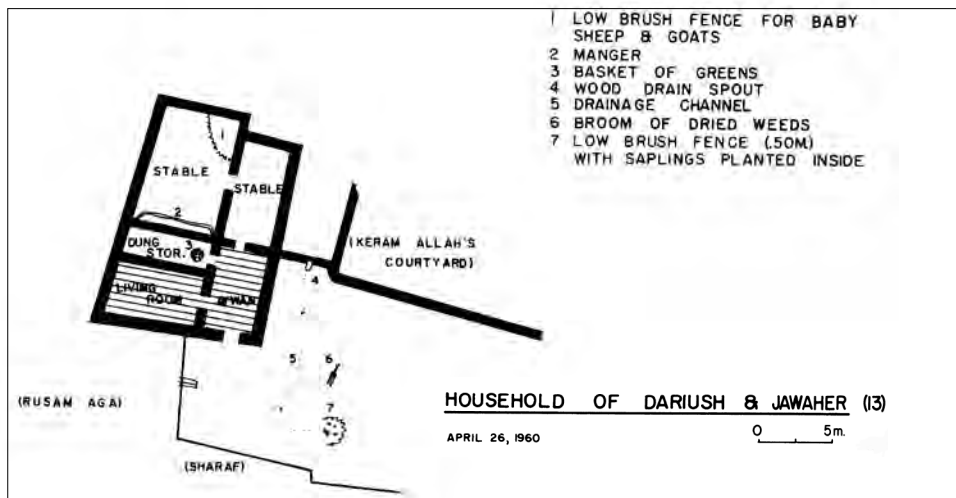 1 LOW BRUSH FENCE FOR BABY
SHEEP & GOATS
2 MANGER
3 BASKET OF GREENS
4 WOOD DRAIN SPOUT
5 DRAINAGE CHANNEL
6 BROOM OF DRIED WEEDS
7 LOW BRUSH FENCE (.50M)
WITH SAPLINGS PLANTED INSIDE
1
STABLE
STABLE
2
DUNG
STOR.
3
(KERAM ALLAH'S
COURTYARD)
4
LIVING
ROOM
5
6
7
(RUSAM AGA)
HOUSEHOLD OF DARIUSH & JAWAHER (13)
APRIL 26, 1960
0 5m.
(SHARAF)